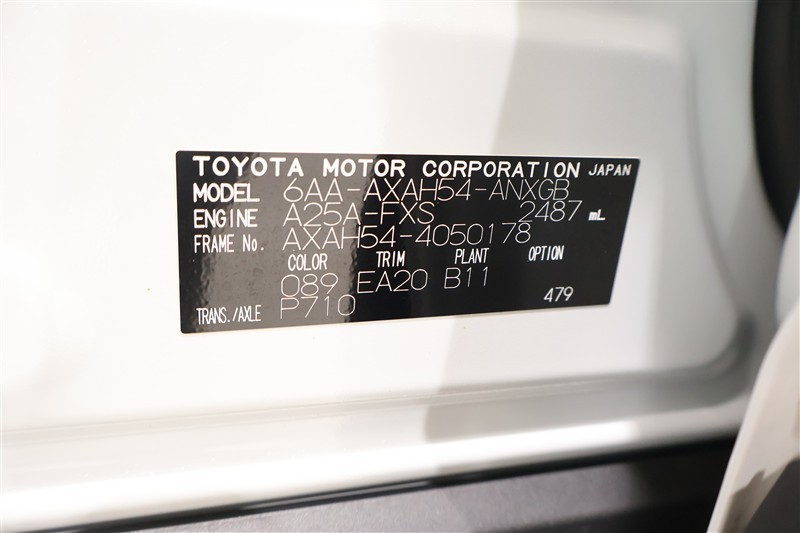 TOYOTA MOTOR CORPORATION JAPAN
MODEL 6AA-AXAH54-ANXGB
ENGINE A25A-FXS 2487 mL
FRAME No. AXAH54-4050178
COLOR TRIM PLANT OPTION
089 EA20 B11
TRANS./AXLE P710 479